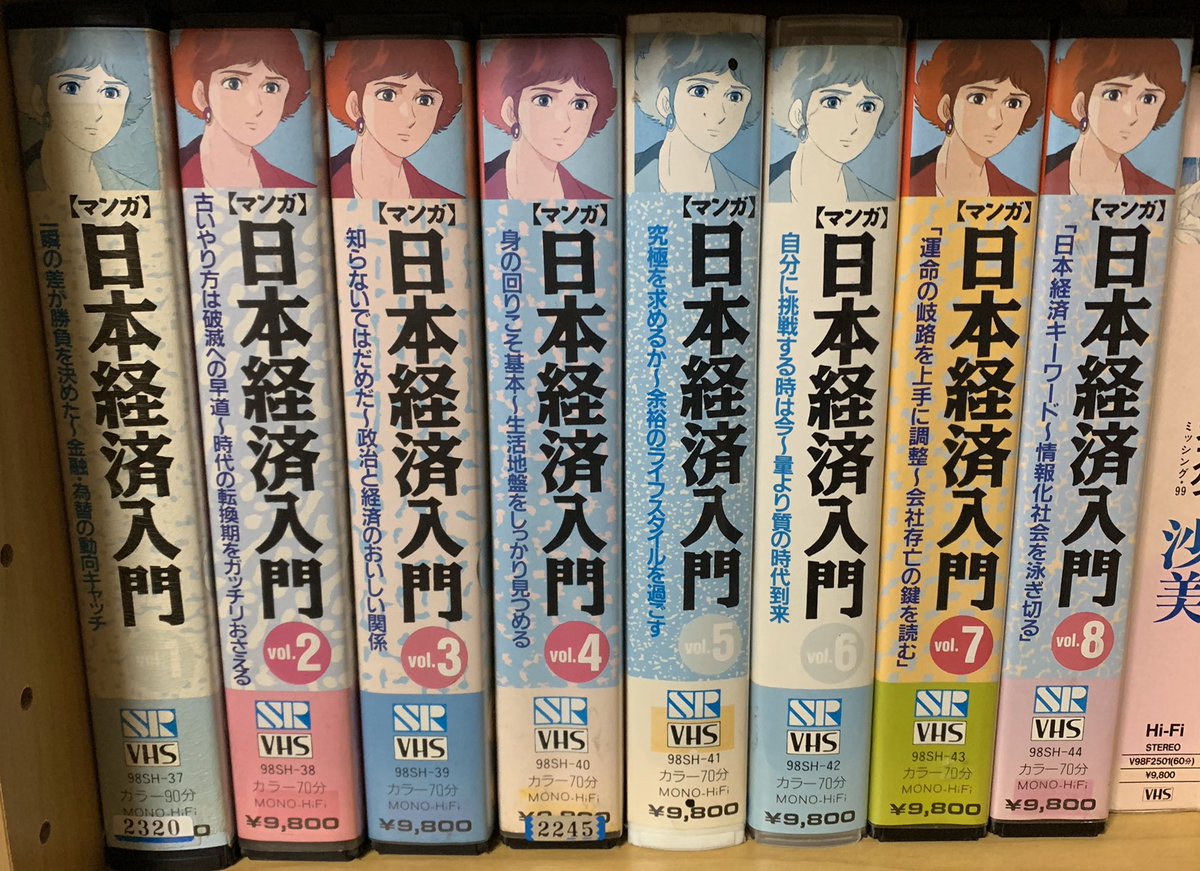 【マンガ】
日本経済入門
一瞬の差が勝負を決めた〜金融・為替の動向キャッチ
vol.1
SR
VHS
98SH-37
カラー90分
MONO-HiFi
2320
【マンガ】
日本経済入門
古いやり方は破滅への早道〜時代の転換期をガッチリおさえる
vol.2
SR
VHS
98SH-38
カラー70分
MONO-HiFi
¥9,800
【マンガ】
日本経済入門
知らないではだめだ〜政治と経済のおいしい関係
vol.3
SR
VHS
98SH-39
カラー70分
MONO-HiFi
¥9,800
【マンガ】
日本経済入門
身の回りこそ基本〜生活地盤をしっかり見つめる
vol.4
SR
VHS
98SH-40
カラー70分
MONO-HiFi
2245
【マンガ】
日本経済入門
究極を求めるか〜余裕のライフスタイルを過ごす
vol.5
SR
VHS
98SH-41
カラー70分
MONO-HiFi
¥9,800
【マンガ】
日本経済入門
自分に挑戦する時は今〜量より質の時代到来
vol.6
SR
VHS
98SH-42
カラー70分
MONO-HiFi
¥9,800
【マンガ】
日本経済入門
「運命の岐路を上手に調整〜会社存亡の鍵を読む」
vol.7
SR
VHS
98SH-43
カラー70分
MONO-HiFi
¥9,800
【マンガ】
日本経済入門
「日本経済キーワード〜情報化社会を泳ぎ切る」
vol.8
SR
VHS
98SH-44
カラー70分
MONO-HiFi
¥9,800
ミッシング・99
沙美
Hi-Fi
STEREO
V98F2501(60分)
¥9,800
VHS